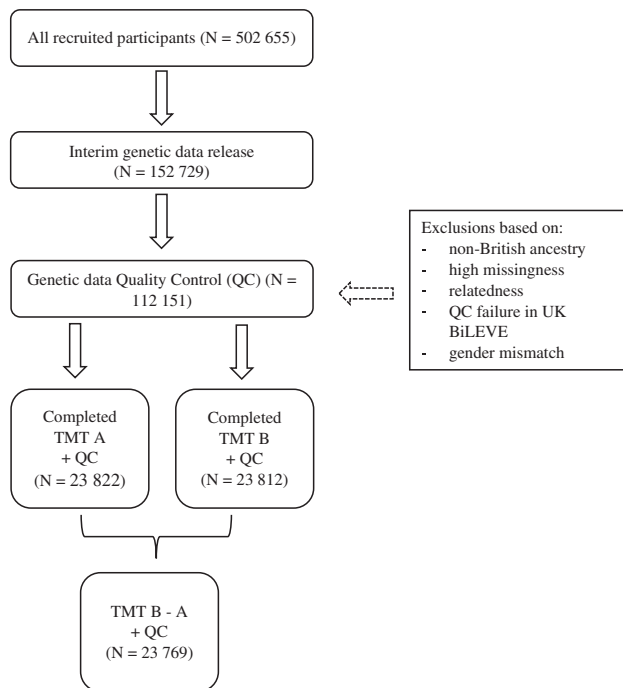 All recruited participants (N = 502 655)
Interim genetic data release
(N = 152 729)
Genetic data Quality Control (QC) (N =
112 151)
Exclusions based on:
- non-British ancestry
- high missingness
- relatedness
- QC failure in UK
BiLEVE
- gender mismatch
Completed
TMT A
+ QC
(N = 23 822)
Completed
TMT B
+ QC
(N = 23 812)
TMT B - A
+ QC
(N = 23 769)